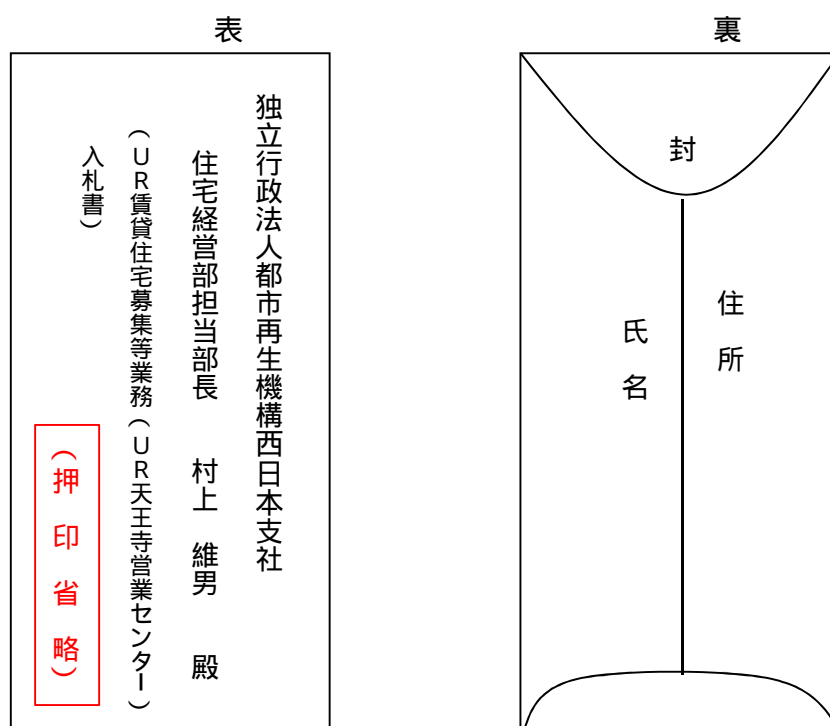 表
独立行政法人都市再生機構西日本支社
住宅経営部担当部長 村上 維男 殿
(UR賃貸住宅募集等業務(UR天王寺営業センター)
入札書)
(押印省略)
裏
封
住所
氏名